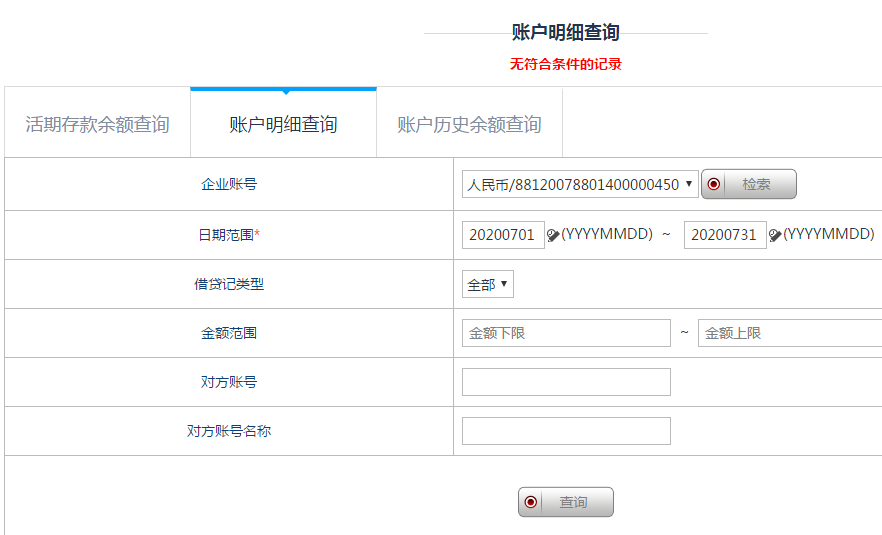 账户明细查询
无符合条件的记录
活期存款余额查询 账户明细查询 账户历史余额查询
企业账号 人民币/88120078801400000450 检索
日期范围* 20200701 (YYYYMMDD) ~ 20200731 (YYYYMMDD)
借贷记类型 全部
金额范围 金额下限 ~ 金额上限
对方账号
对方账号名称
查询